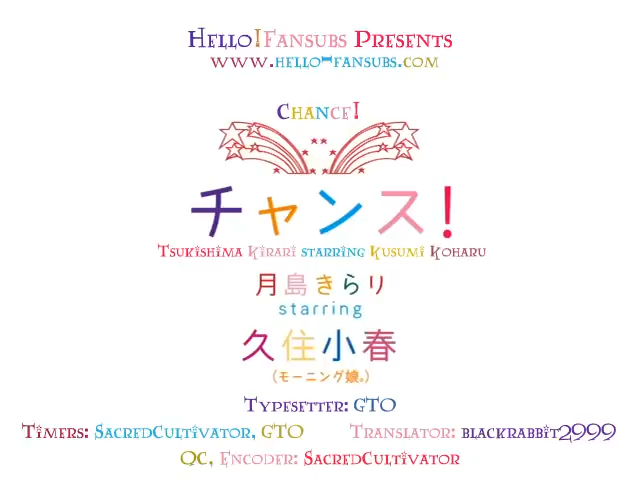 Hello!Fansubs Presents
www.hello-fansubs.com
Chance!
チャンス!
Tsukishima Kirari starring Kusumi Koharu
月島きらり
starring
久住小春
(モーニング娘。)
Typesetter: GTO
Timers: SacredCultivator, GTO Translator: blackrabbit2999
QC, Encoder: SacredCultivator